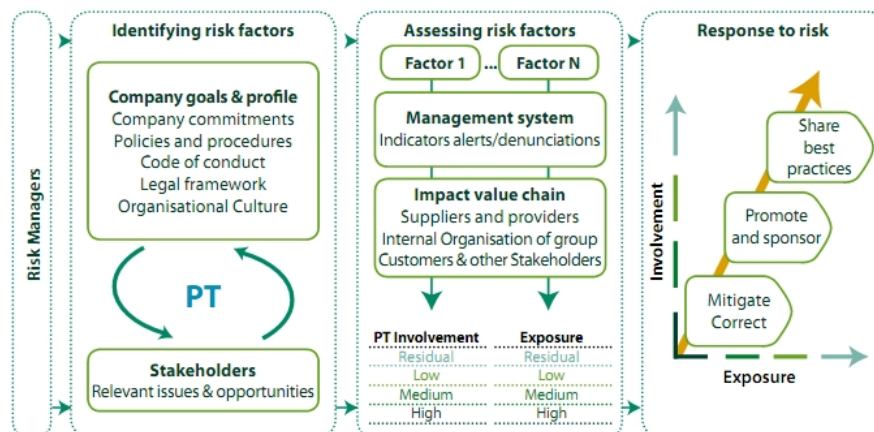 Risk Managers
Identifying risk factors
Company goals & profile
Company commitments
Policies and procedures
Code of conduct
Legal framework
Organisational Culture
PT
Stakeholders
Relevant issues & opportunities
Assessing risk factors
Factor 1 ... Factor N
Management system
Indicators alerts/denunciations
Impact value chain
Suppliers and providers
Internal Organisation of group
Customers & other Stakeholders
PT Involvement Exposure
Residual Residual
Low Low
Medium Medium
High High
Response to risk
Share
best
practices
Promote
and sponsor
Mitigate
Correct
Involvement
Exposure